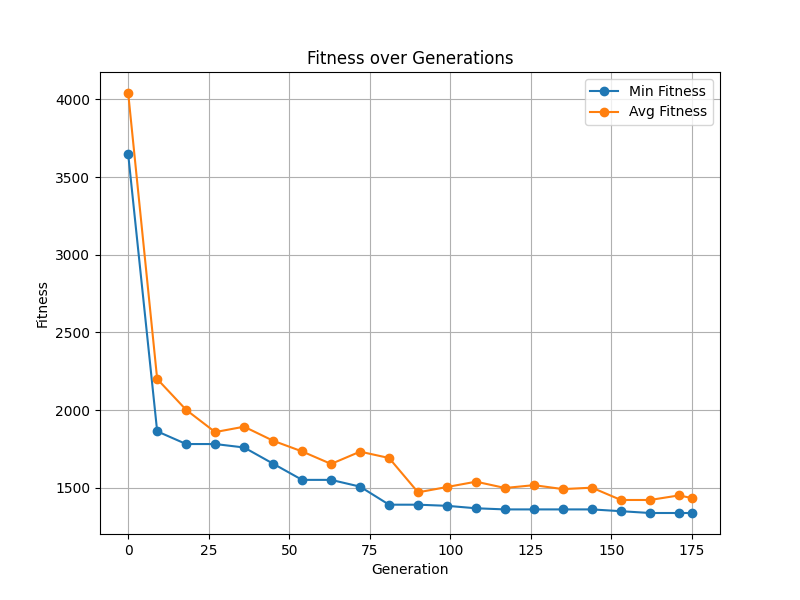 Fitness over Generations
Min Fitness
Avg Fitness
4000
3500
3000
2500
2000
1500
Fitness
0 25 50 75 100 125 150 175
Generation